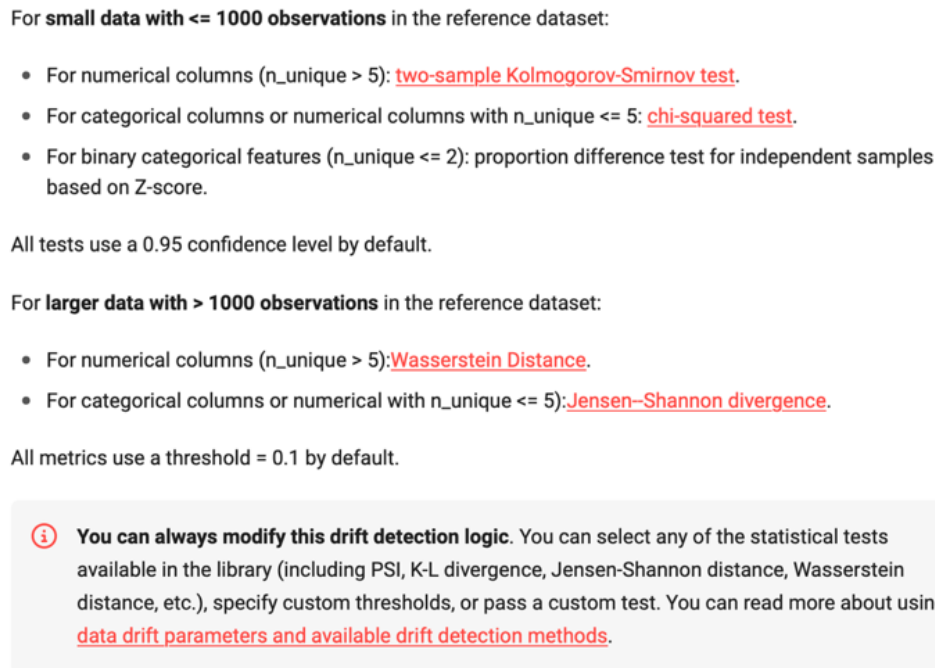 For small data with <= 1000 observations in the reference dataset:
• For numerical columns (n_unique > 5): two-sample Kolmogorov-Smirnov test.
• For categorical columns or numerical columns with n_unique <= 5: chi-squared test.
• For binary categorical features (n_unique <= 2): proportion difference test for independent samples
based on Z-score.
All tests use a 0.95 confidence level by default.
For larger data with > 1000 observations in the reference dataset:
• For numerical columns (n_unique > 5):Wasserstein Distance.
• For categorical columns or numerical with n_unique <= 5):Jensen--Shannon divergence.
All metrics use a threshold = 0.1 by default.
You can always modify this drift detection logic. You can select any of the statistical tests
available in the library (including PSI, K-L divergence, Jensen-Shannon distance, Wasserstein
distance, etc.), specify custom thresholds, or pass a custom test. You can read more about usin
data drift parameters and available drift detection methods.